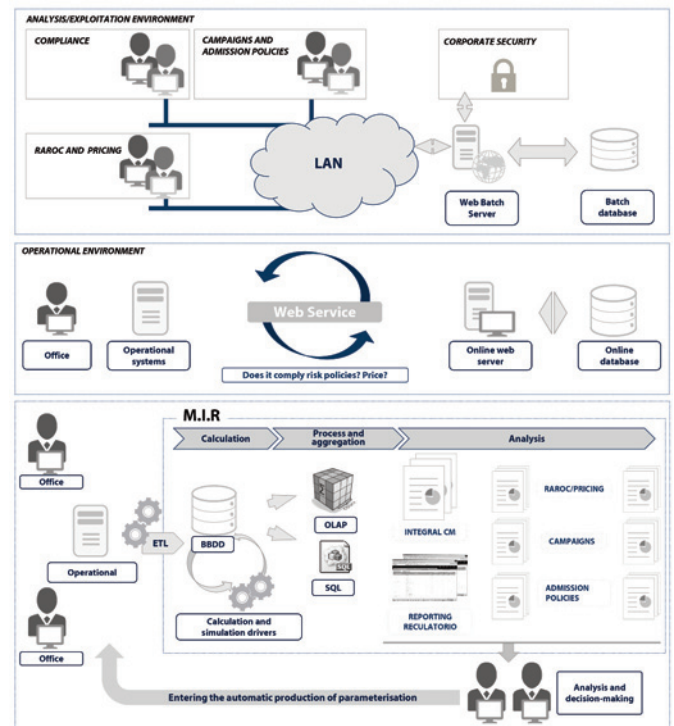 ANALYSIS/EXPLOITATION ENVIRONMENT
COMPLIANCE
CAMPAIGNS AND
ADMISSION POLICIES
CORPORATE SECURITY
RAROC AND PRICING
LAN
Web Batch
Server
Batch
database
OPERATIONAL ENVIRONMENT
Web Service
Office
Operational
systems
Online web
server
Online
database
Does it comply risk policies? Price?
M.I.R
Calculation
Process and
aggregation
Analysis
Office
ETL
BBDD
OLAP
INTEGRAL CM
RAROC/PRICING
CAMPAIGNS
Operational
SQL
SQL
ADMISSION
POLICIES
Calculation and
simulation drivers
REPORTING
RECULATORIO
Office
Entering the automatic production of parameterisation
Analysis and
decision-making